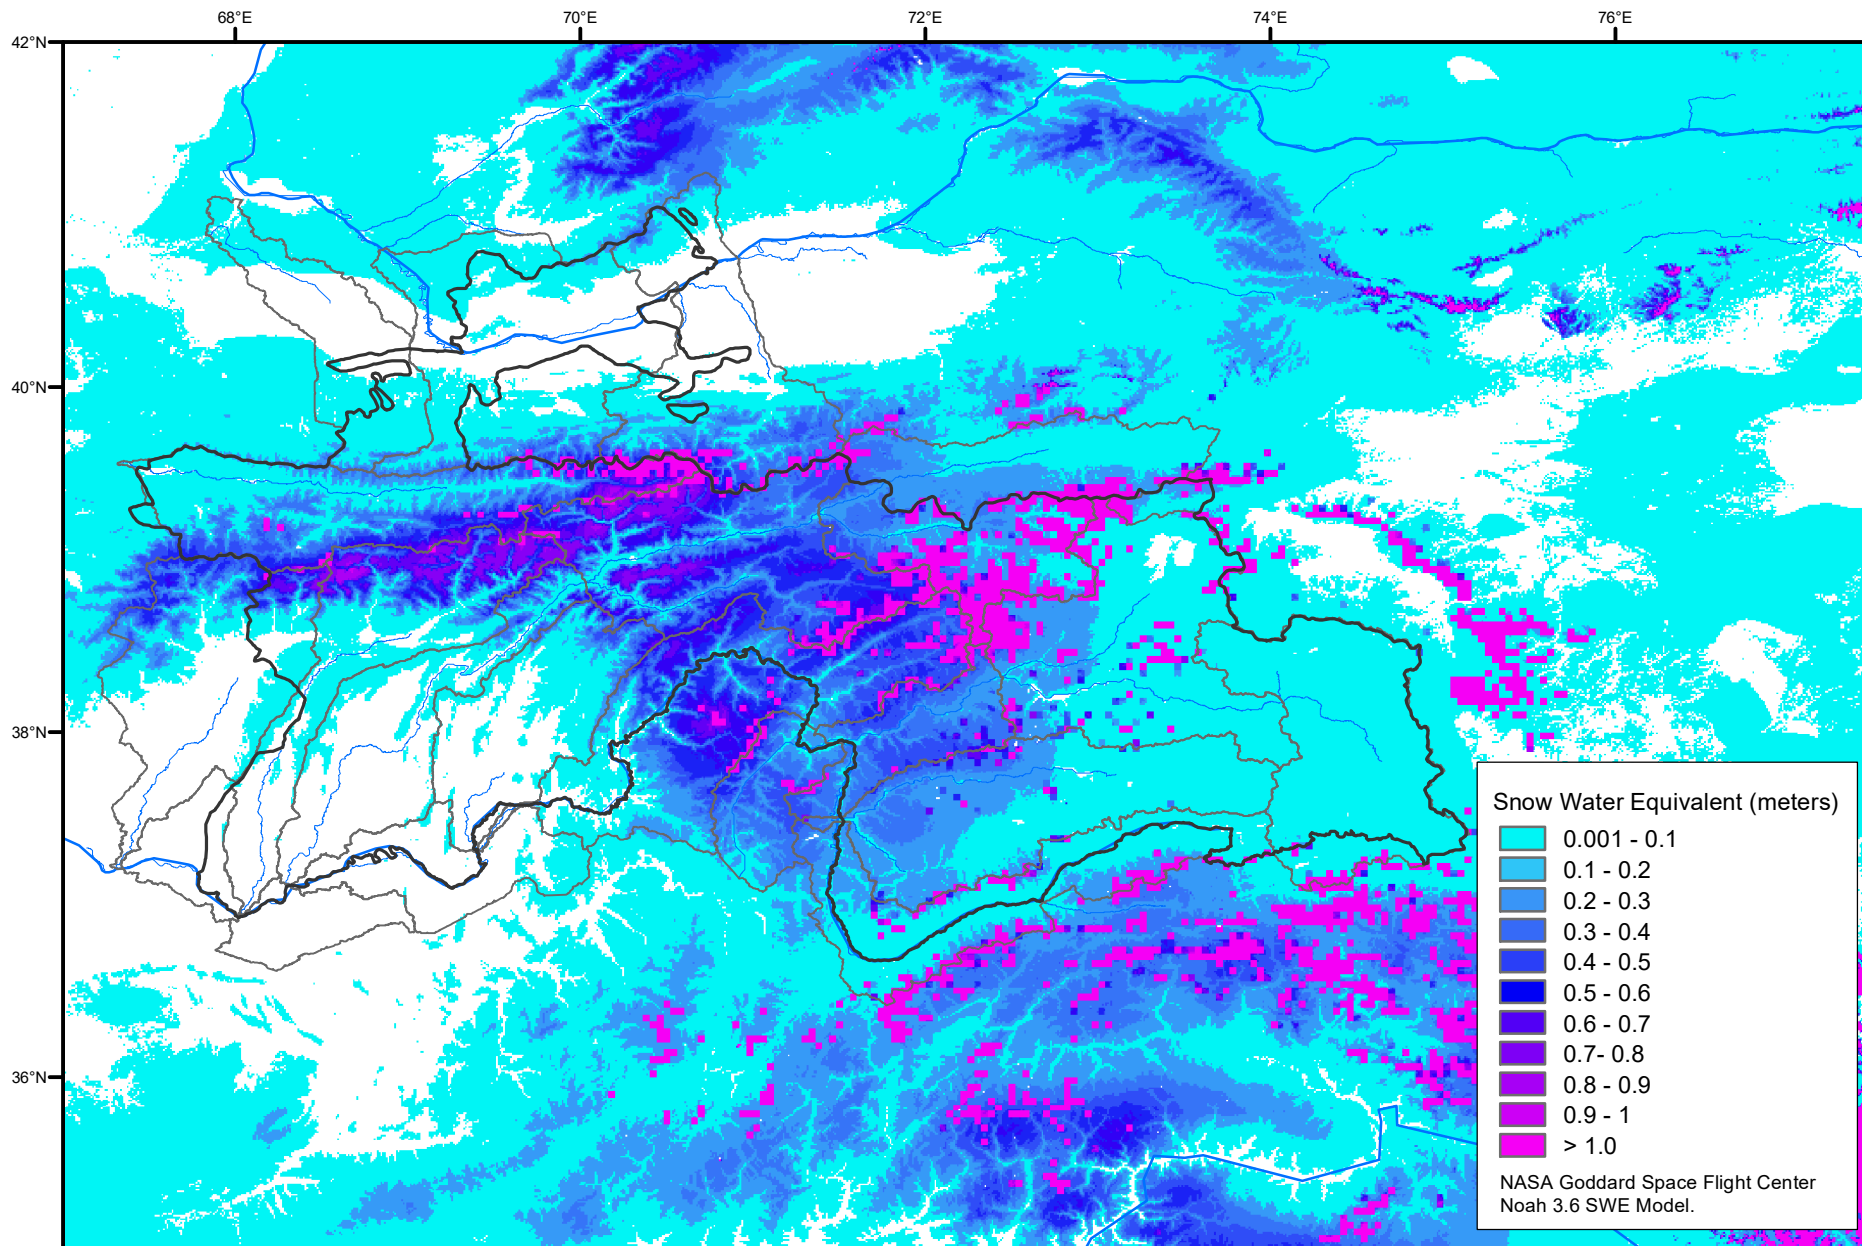 68°E 70°E 72°E 74°E 76°E
42°N
40°N
38°N
36°N
Snow Water Equivalent (meters)
0.001 - 0.1
0.1 - 0.2
0.2 - 0.3
0.3 - 0.4
0.4 - 0.5
0.5 - 0.6
0.6 - 0.7
0.7- 0.8
0.8 - 0.9
0.9 - 1
> 1.0
NASA Goddard Space Flight Center
Noah 3.6 SWE Model.